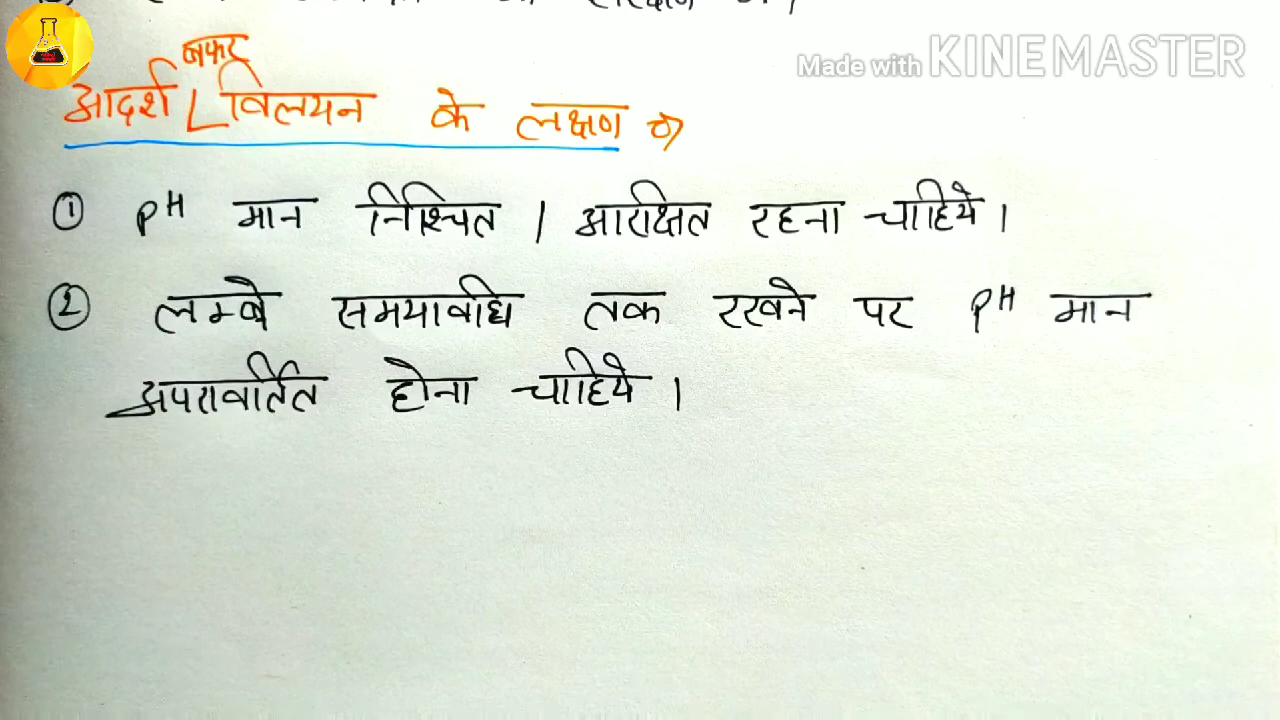 Made with KINEMASTER
बफर
आदर्श विलयन के लक्षण
① PH मान निश्चित / आरक्षित रहना चाहिये।
② लम्बे समयावधि तक रखने पर PH मान
अपरावर्तित होना चाहिये।